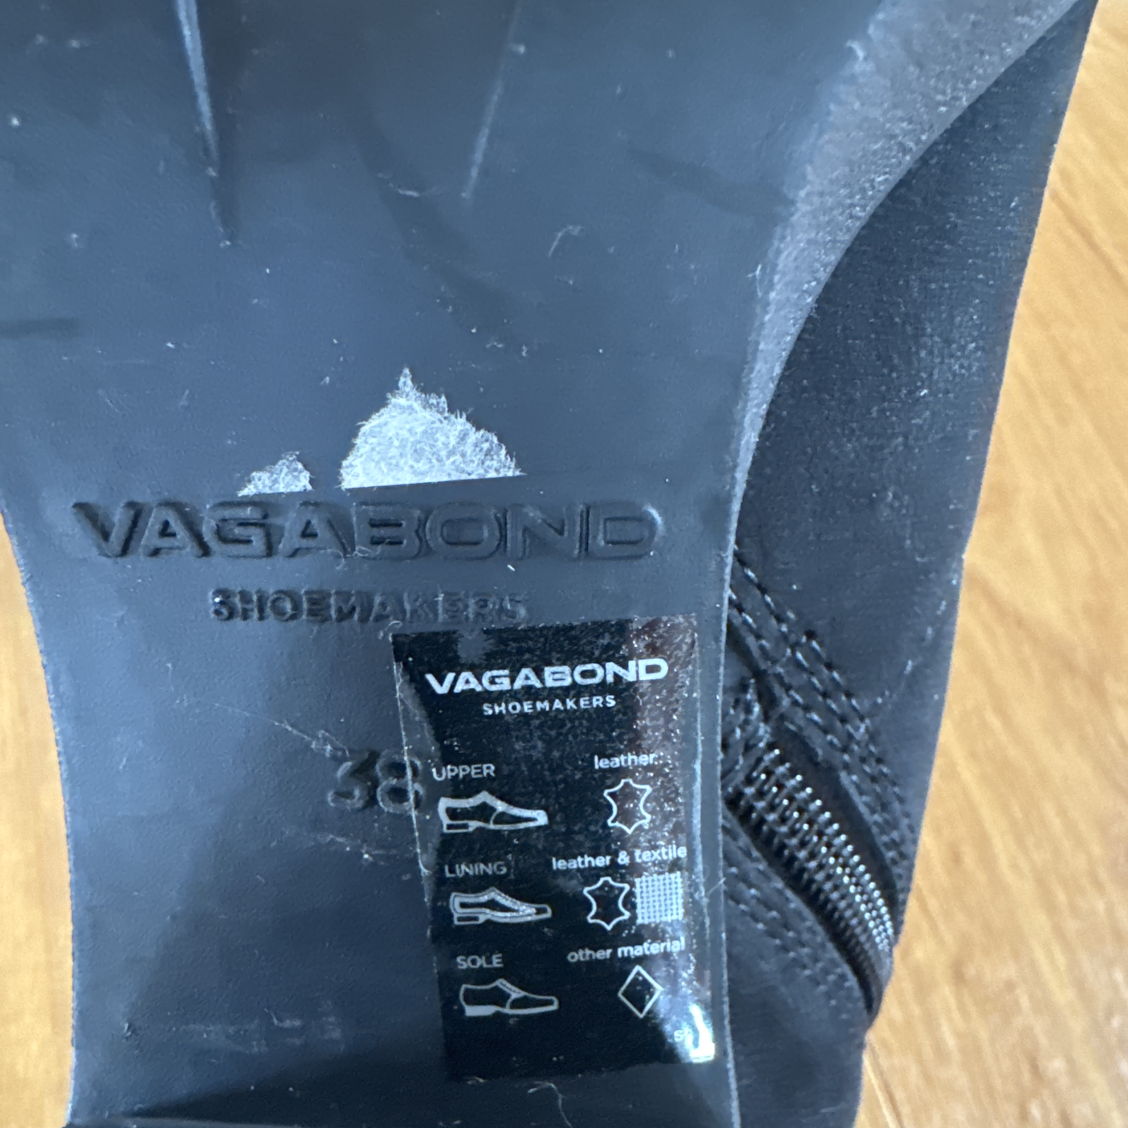 VAGABOND
SHOEMAKERS
38
VAGABOND
SHOEMAKERS
UPPER leather
LINING leather & textile
SOLE other material